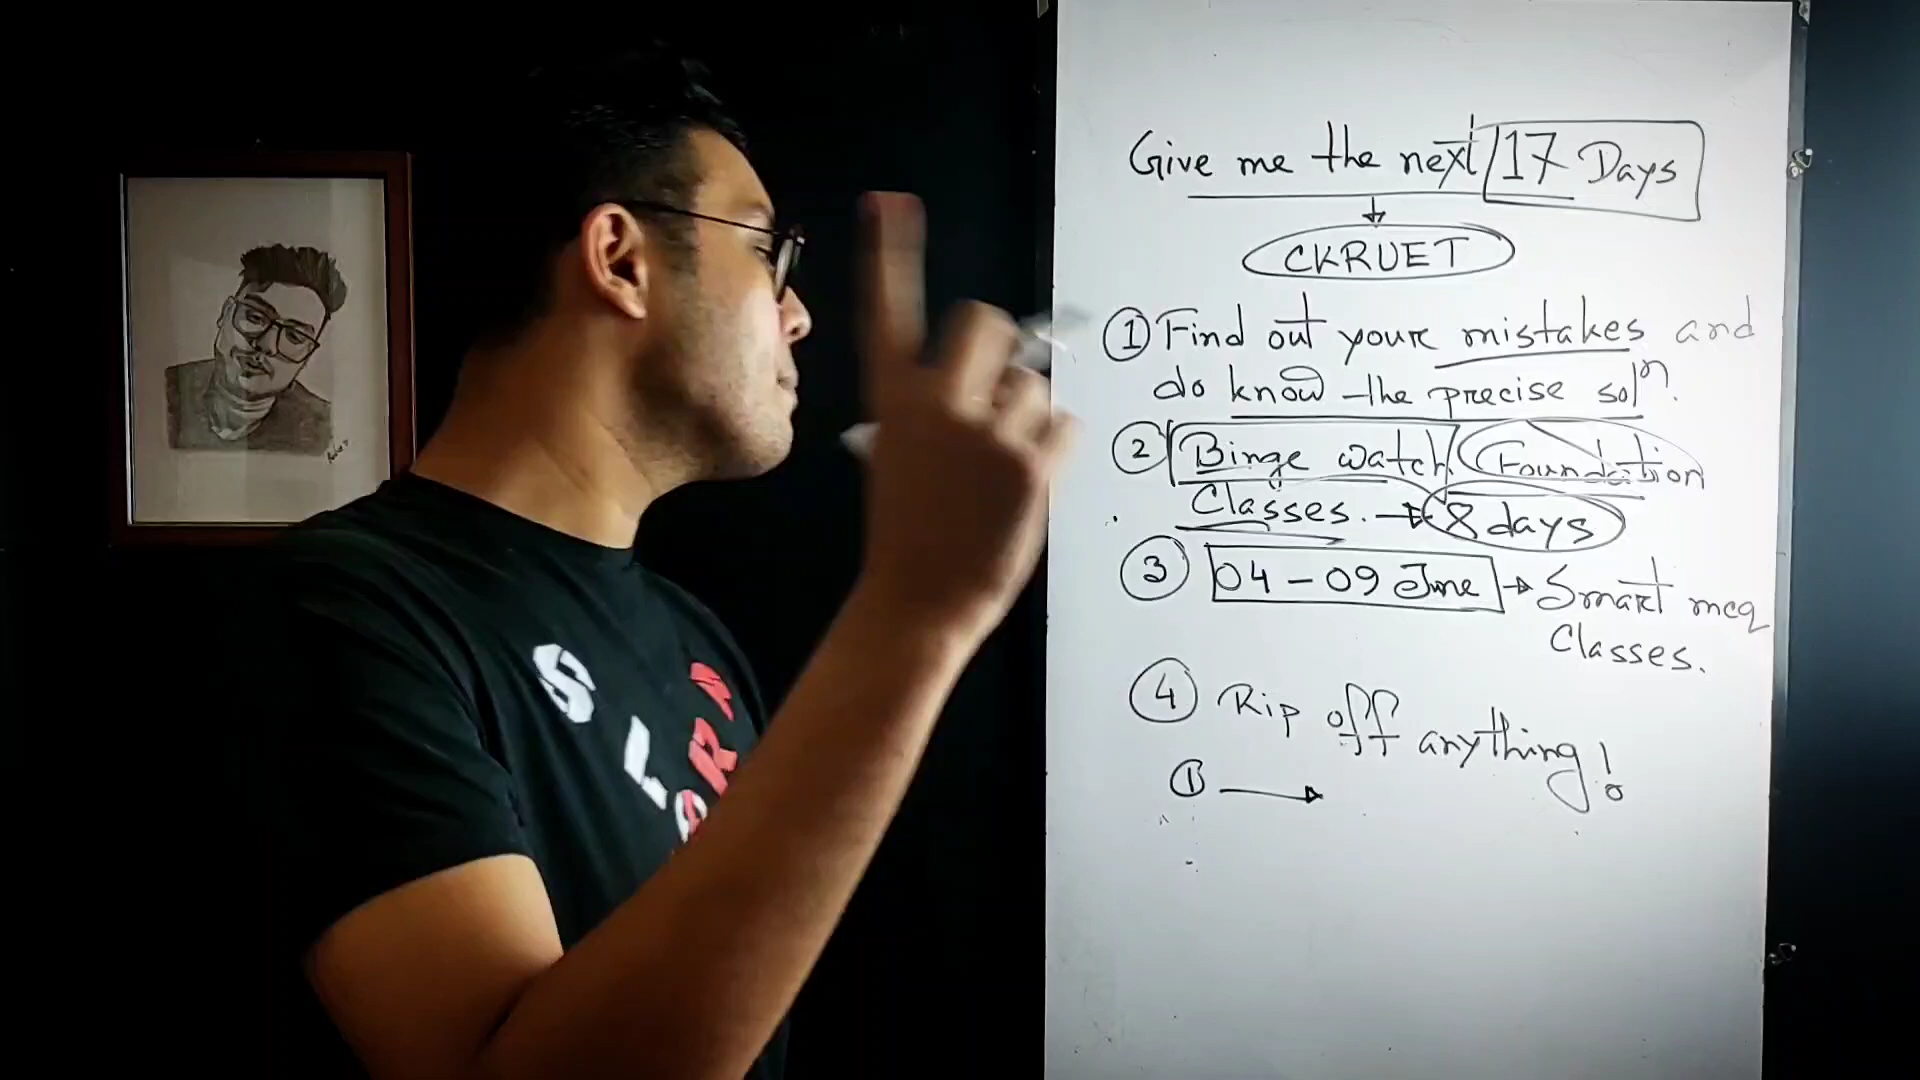 Give me the next 17 Days
CKRUET
① Find out your mistakes and
do know the precise solⁿ.
② Binge watch Foundation
Classes. → 8 days
③ 04 - 09 June → Smart mcq
Classes.
④ Rip off anything!
① →